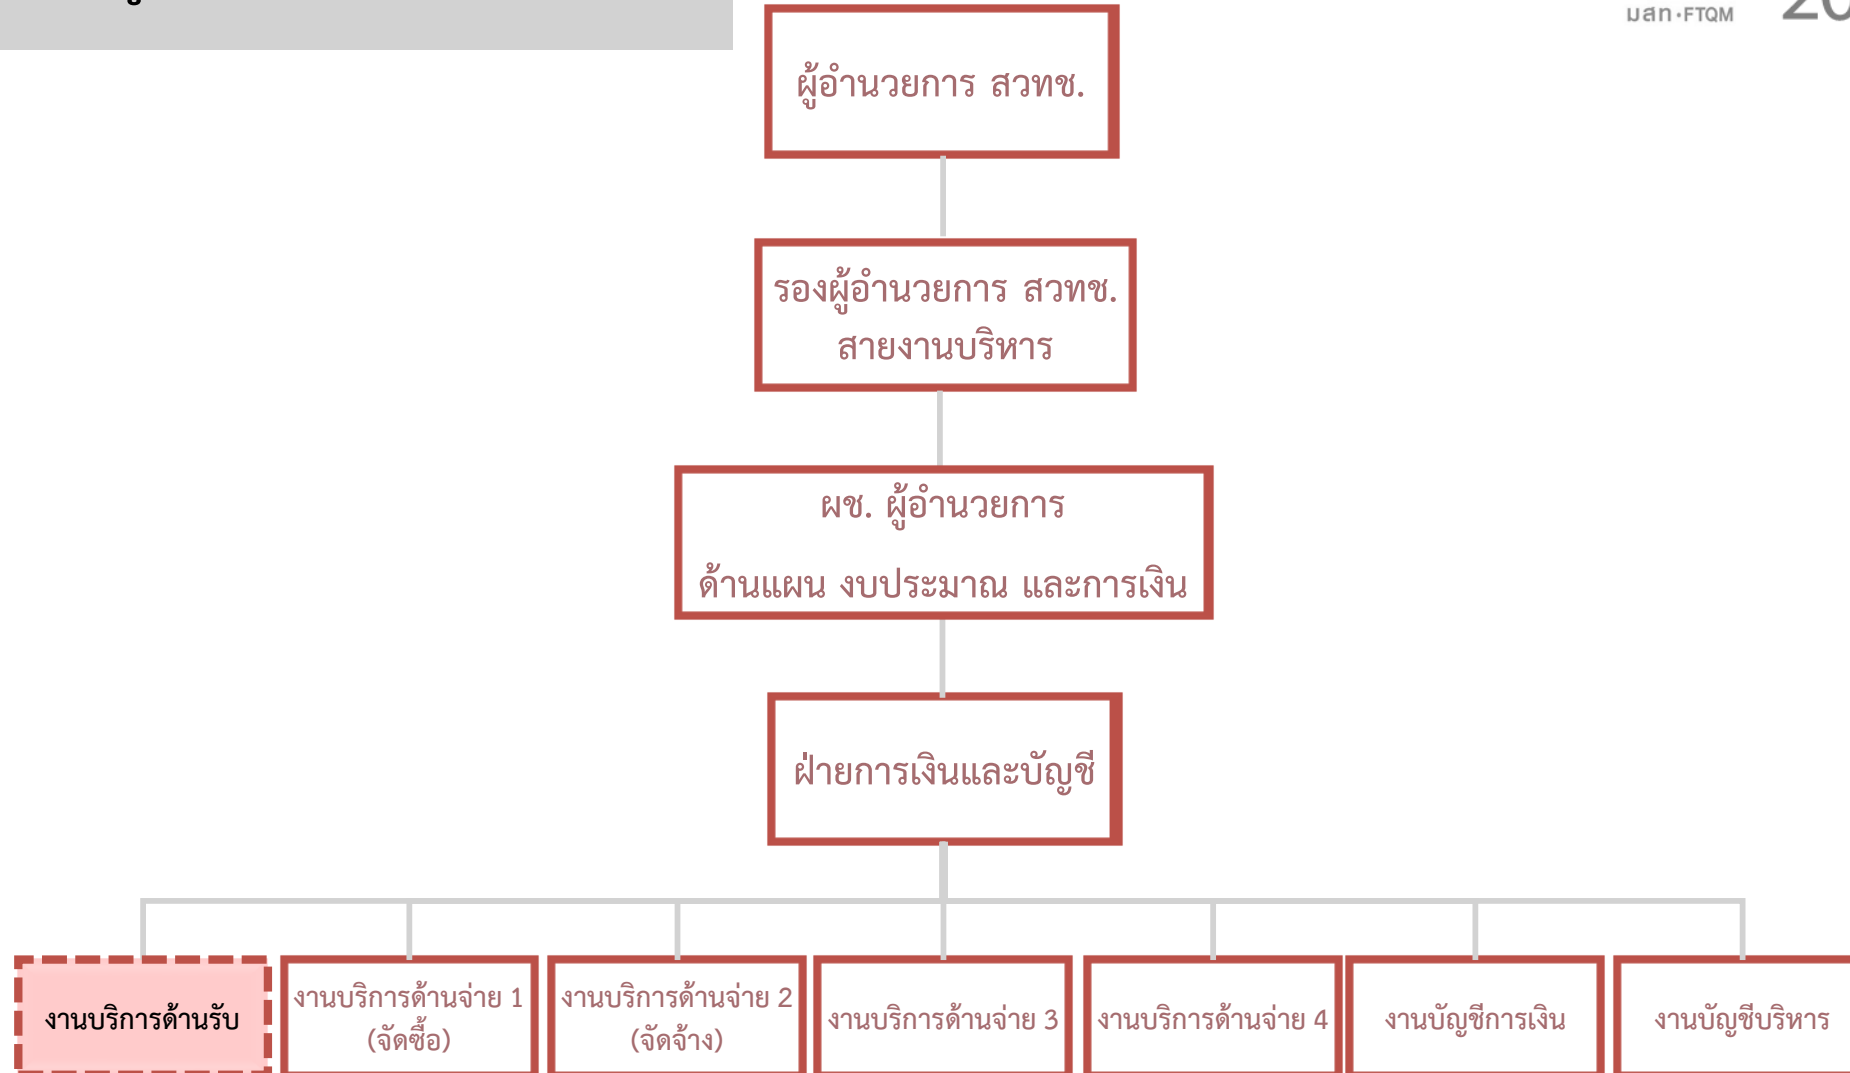 มสท·FTQM
ผู้อำนวยการ สวทช.
รองผู้อำนวยการ สวทช.
สายงานบริหาร
ผช. ผู้อำนวยการ
ด้านแผน งบประมาณ และการเงิน
ฝ่ายการเงินและบัญชี
งานบริการด้านรับ
งานบริการด้านจ่าย 1
(จัดซื้อ)
งานบริการด้านจ่าย 2
(จัดจ้าง)
งานบริการด้านจ่าย 3
งานบริการด้านจ่าย 4
งานบัญชีการเงิน
งานบัญชีบริหาร